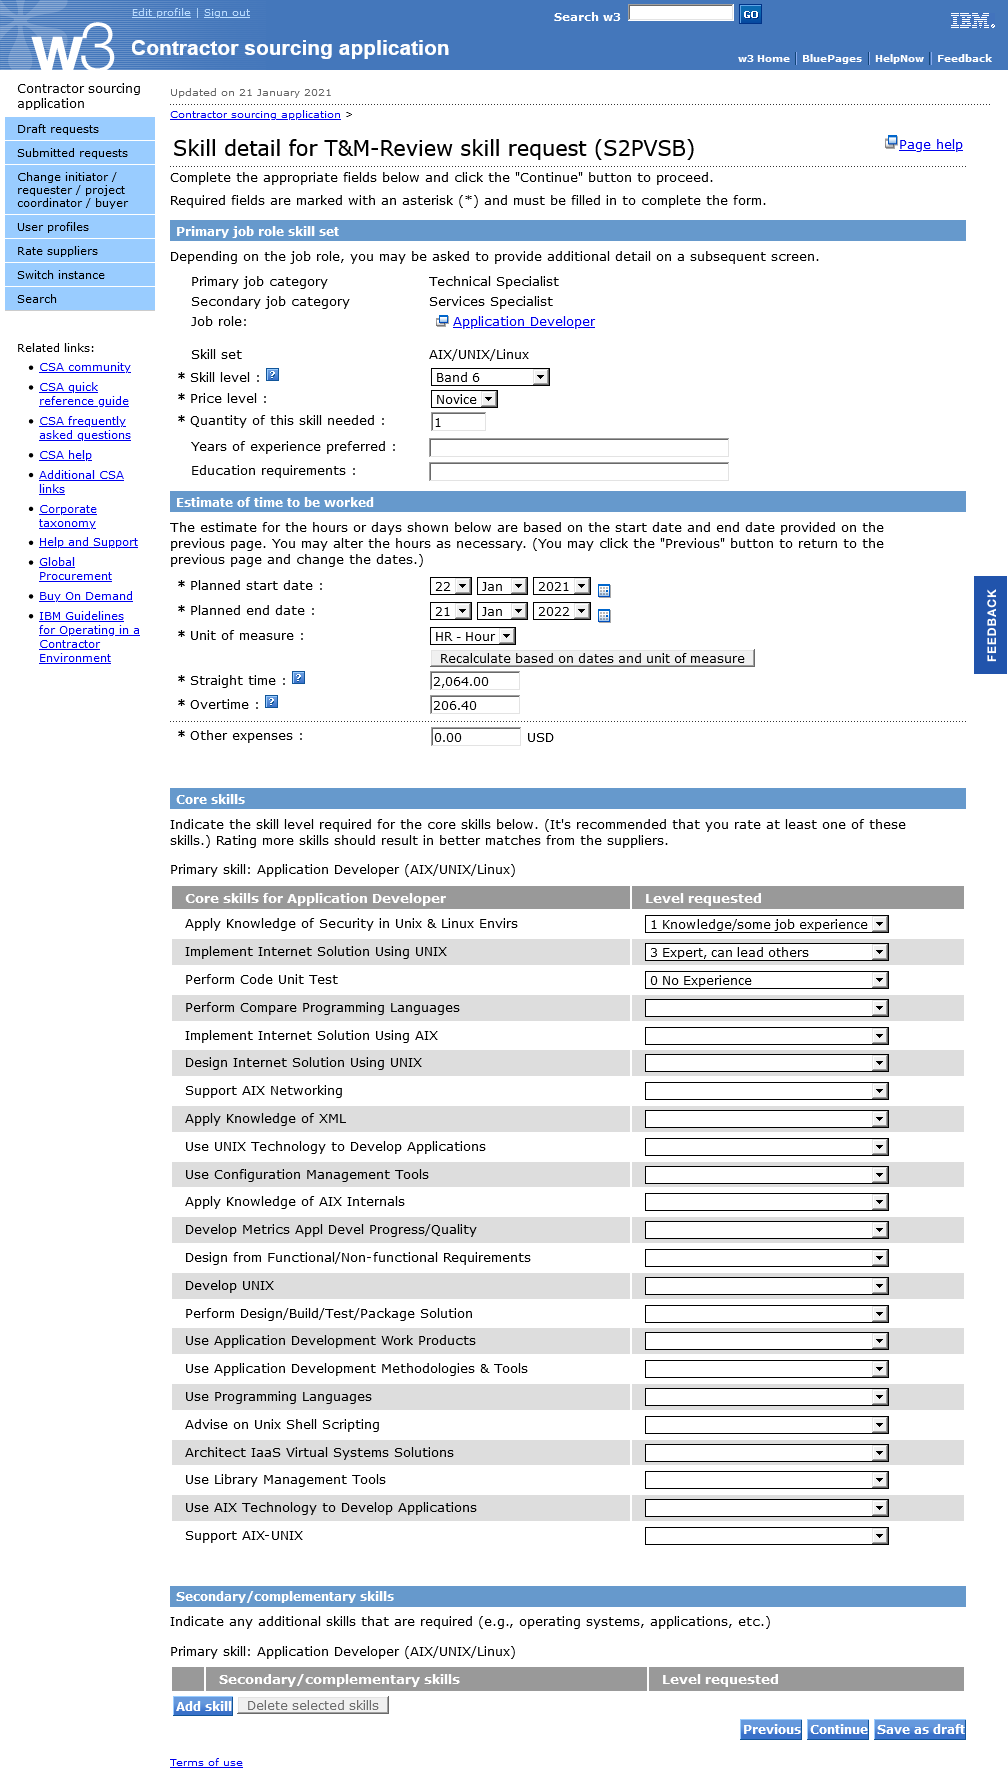 Edit profile | Sign out
Search w3
GO
IBM.
w3
Contractor sourcing application
w3 Home
BluePages
HelpNow
Feedback
Contractor sourcing
application
Draft requests
Submitted requests
Change initiator /
requester / project
coordinator / buyer
User profiles
Rate suppliers
Switch instance
Search
Related links:
CSA community
CSA quick
reference guide
CSA frequently
asked questions
CSA help
Additional CSA
links
Corporate
taxonomy
Help and Support
Global
Procurement
Buy On Demand
IBM Guidelines
for Operating in a
Contractor
Environment
Updated on 21 January 2021
Contractor sourcing application >
Skill detail for T&M-Review skill request (S2PVSB)
Page help
Complete the appropriate fields below and click the "Continue" button to proceed.
Required fields are marked with an asterisk (*) and must be filled in to complete the form.
Primary job role skill set
Depending on the job role, you may be asked to provide additional detail on a subsequent screen.
Primary job category Technical Specialist
Secondary job category Services Specialist
Job role: Application Developer
Skill set AIX/UNIX/Linux
* Skill level : ? Band 6
* Price level : Novice
* Quantity of this skill needed : 1
Years of experience preferred :
Education requirements :
Estimate of time to be worked
The estimate for the hours or days shown below are based on the start date and end date provided on the
previous page. You may alter the hours as necessary. (You may click the "Previous" button to return to the
previous page and change the dates.)
* Planned start date : 22 Jan 2021
* Planned end date : 21 Jan 2022
* Unit of measure : HR - Hour
Recalculate based on dates and unit of measure
* Straight time : ? 2,064.00
* Overtime : ? 206.40
* Other expenses : 0.00 USD
FEEDBACK
Core skills
Indicate the skill level required for the core skills below. (It's recommended that you rate at least one of these
skills.) Rating more skills should result in better matches from the suppliers.
Primary skill: Application Developer (AIX/UNIX/Linux)
Core skills for Application Developer Level requested
Apply Knowledge of Security in Unix & Linux Envirs 1 Knowledge/some job experience
Implement Internet Solution Using UNIX 3 Expert, can lead others
Perform Code Unit Test 0 No Experience
Perform Compare Programming Languages
Implement Internet Solution Using AIX
Design Internet Solution Using UNIX
Support AIX Networking
Apply Knowledge of XML
Use UNIX Technology to Develop Applications
Use Configuration Management Tools
Apply Knowledge of AIX Internals
Develop Metrics Appl Devel Progress/Quality
Design from Functional/Non-functional Requirements
Develop UNIX
Perform Design/Build/Test/Package Solution
Use Application Development Work Products
Use Application Development Methodologies & Tools
Use Programming Languages
Advise on Unix Shell Scripting
Architect IaaS Virtual Systems Solutions
Use Library Management Tools
Use AIX Technology to Develop Applications
Support AIX-UNIX
Secondary/complementary skills
Indicate any additional skills that are required (e.g., operating systems, applications, etc.)
Primary skill: Application Developer (AIX/UNIX/Linux)
Secondary/complementary skills Level requested
Add skill Delete selected skills
Previous Continue Save as draft
Terms of use